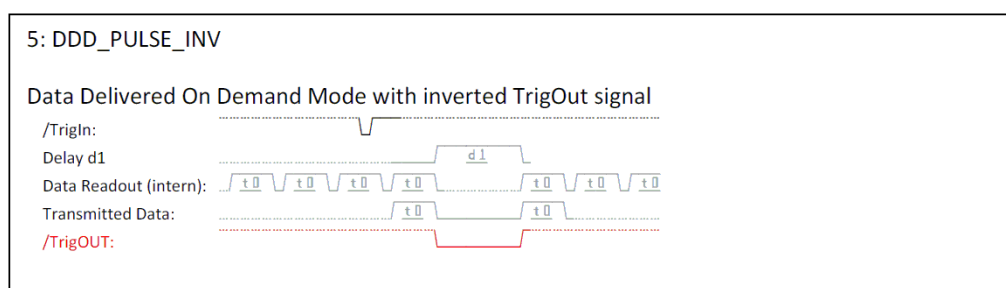 5: DDD_PULSE_INV
Data Delivered On Demand Mode with inverted TrigOut signal
/TrigIn:
Delay d1
d1
Data Readout (intern):
t0 t0 t0 t0 t0 t0 t0
Transmitted Data:
t0 t0
/TrigOUT: